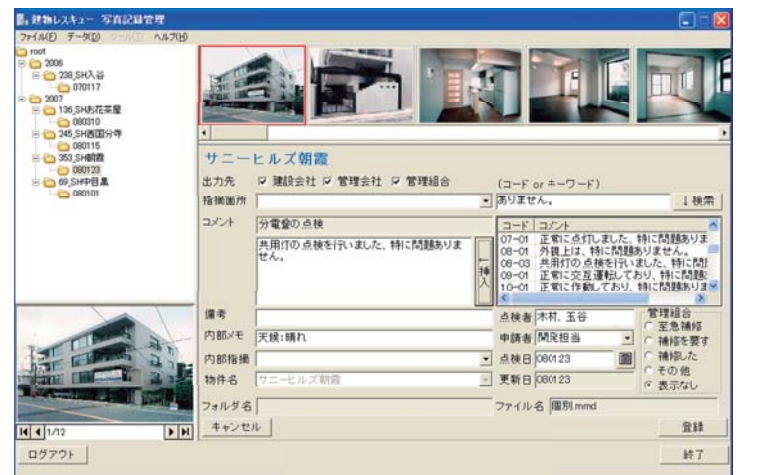 建物レスキュー 写真記録管理
ファイル(F) データ(D) ツール(T) ヘルプ(H)
root
2006
238_SH入谷
070117
2007
136_SHお花茶屋
080310
245_SH西国分寺
080115
353_SH朝霞
080123
69_SH中目黒
080101
サニーヒルズ朝霞
出力先 建設会社 管理会社 管理組合
(コード or キーワード)
指摘箇所
ありません。 ↓検索
コメント 分電盤の点検
共用灯の点検を行いました、特に問題ありません。
←挿入
コード コメント
07-01 正常に点灯しました、特に問題ありま
08-01 外観上は、特に問題ありません。
08-03 共用灯の点検を行いました、特に問
09-01 正常に交互運転しており、特に問題
10-01 正常に作動しており、特に問題ありま
備考
点検者 木村、玉谷
内部メモ 天候:晴れ
申請者 開発担当
内部指摘
点検日 080123
物件名 サニーヒルズ朝霞
更新日 080123
管理組合
至急補修
補修を要す
補修した
その他
表示なし
フォルダ名
ファイル名 個別.mmd
1/12
キャンセル
登録
ログアウト
終了